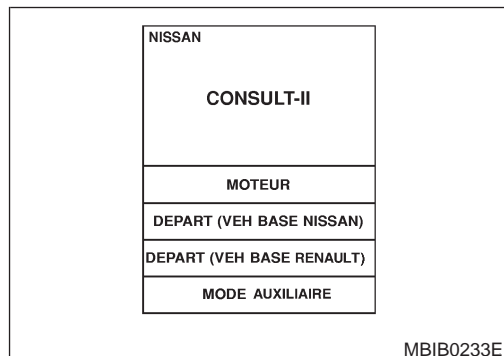 NISSAN
CONSULT-II
MOTEUR
DEPART (VEH BASE NISSAN)
DEPART (VEH BASE RENAULT)
MODE AUXILIAIRE
MBIB0233E